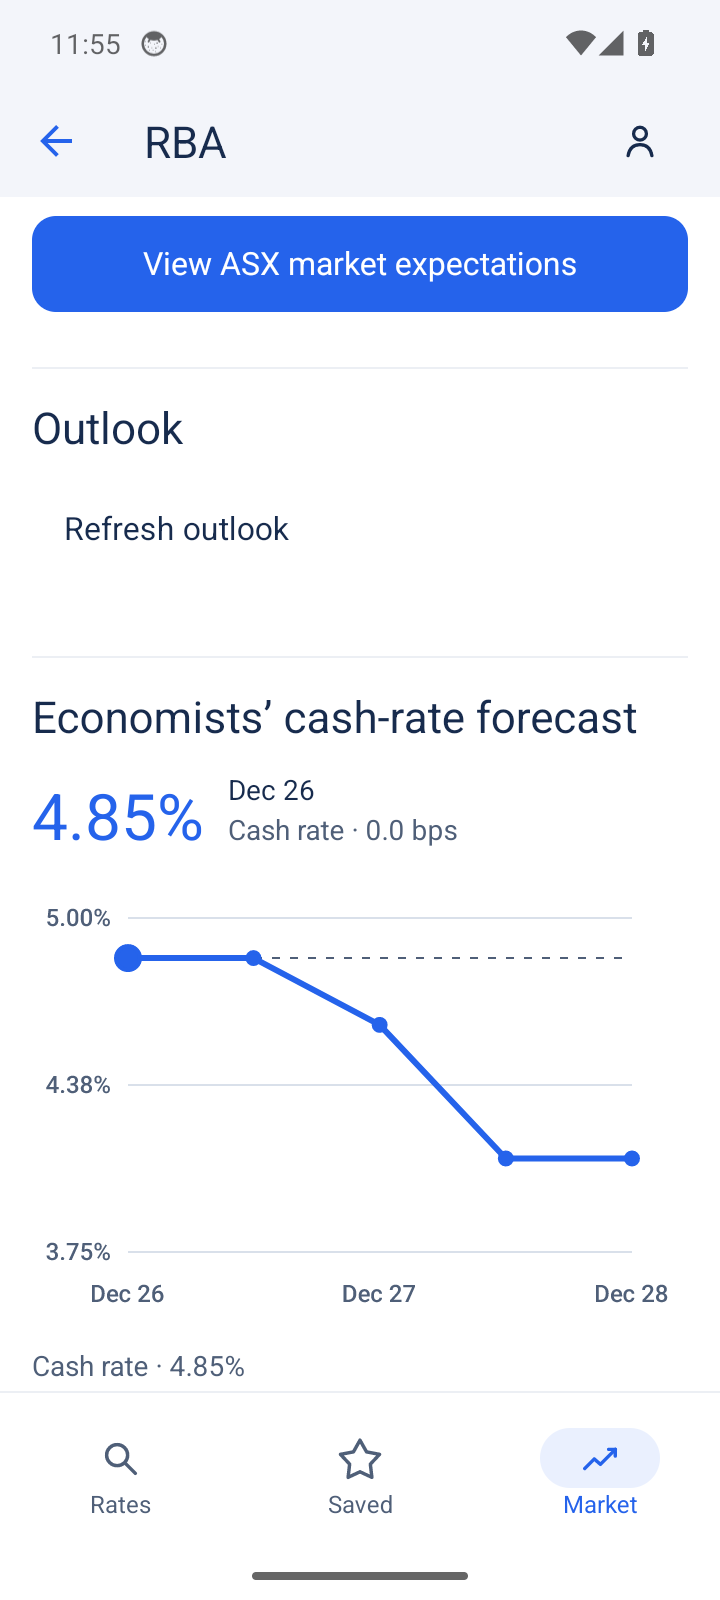 11:55
RBA
View ASX market expectations
Outlook
Refresh outlook
Economists’ cash-rate forecast
4.85%
Dec 26
Cash rate · 0.0 bps
5.00%
4.38%
3.75%
Dec 26 Dec 27 Dec 28
Cash rate · 4.85%
Rates Saved Market